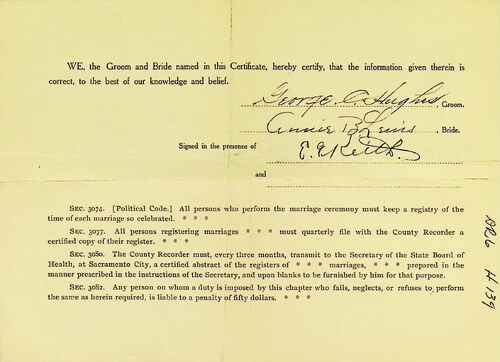 WE, the Groom and Bride named in this Certificate, hereby certify, that the information given therein is
correct, to the best of our knowledge and belief.
George. C. Hughes, Groom.
Annie B Lewis, Bride.
Signed in the presence of E. G. Keith.
and
SEC. 3074. [Political Code.] All persons who perform the marriage ceremony must keep a registry of the
time of each marriage so celebrated. * * *
SEC. 3077. All persons registering marriages * * * must quarterly file with the County Recorder
a certified copy of their register. * * *
SEC. 3080. The County Recorder must, every three months, transmit to the Secretary of the State Board of
Health, at Sacramento City, a certified abstract of the registers of * * * marriages, * * * prepared in the
manner prescribed in the instructions of the Secretary, and upon blanks to be furnished by him for that purpose.
SEC. 3082. Any person on whom a duty is imposed by this chapter who fails, neglects, or refuses to perform
the same as herein required, is liable to a penalty of fifty dollars. * * *
H 139